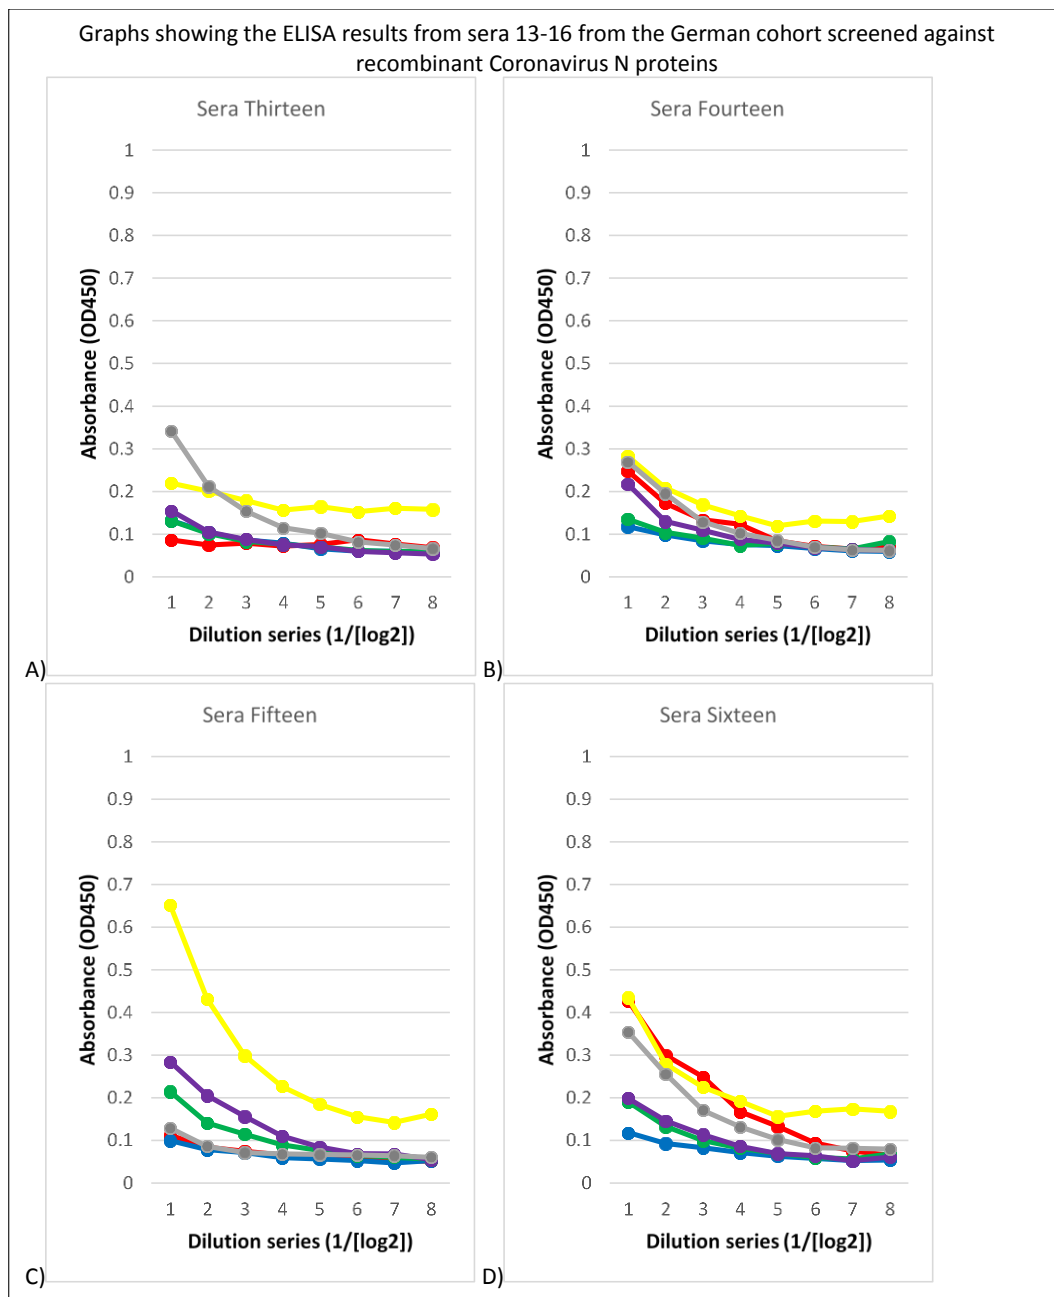 Graphs showing the ELISA results from sera 13-16 from the German cohort screened against
recombinant Coronavirus N proteins
Sera Thirteen
1
0.9
0.8
0.7
0.6
0.5
0.4
0.3
0.2
0.1
0
Absorbance (OD450)
1 2 3 4 5 6 7 8
Dilution series (1/[log2])
A)
Sera Fourteen
1
0.9
0.8
0.7
0.6
0.5
0.4
0.3
0.2
0.1
0
Absorbance (OD450)
1 2 3 4 5 6 7 8
Dilution series (1/[log2])
B)
Sera Fifteen
1
0.9
0.8
0.7
0.6
0.5
0.4
0.3
0.2
0.1
0
Absorbance (OD450)
1 2 3 4 5 6 7 8
Dilution series (1/[log2])
C)
Sera Sixteen
1
0.9
0.8
0.7
0.6
0.5
0.4
0.3
0.2
0.1
0
Absorbance (OD450)
1 2 3 4 5 6 7 8
Dilution series (1/[log2])
D)